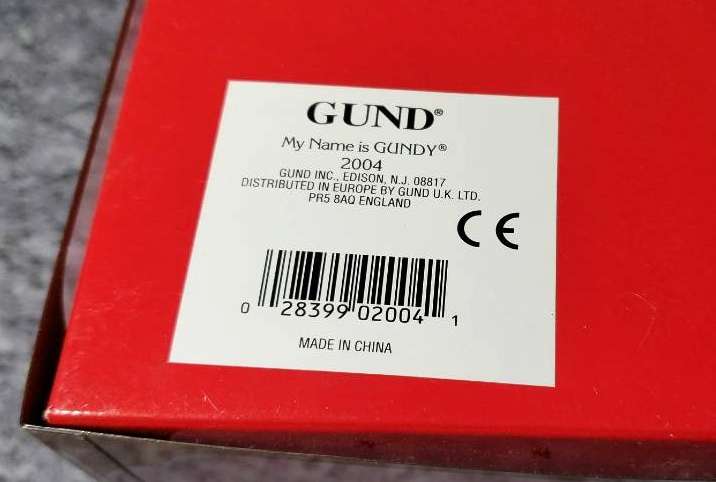 GUND®
My Name is GUNDY®
2004
GUND INC., EDISON, N.J. 08817
DISTRIBUTED IN EUROPE BY GUND U.K. LTD.
PR5 8AQ ENGLAND
CE
0 28399 02004 1
MADE IN CHINA